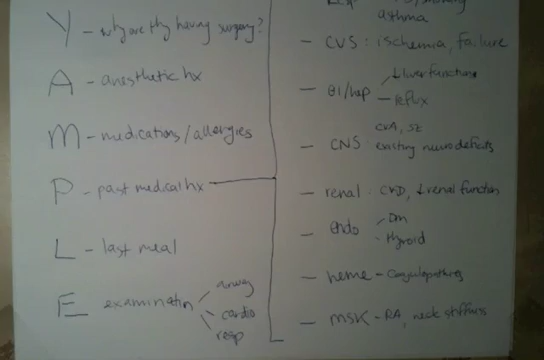 Y - why are they having surgery?
A - anesthetic hx
M - medications/allergies
P - past medical hx
L - last meal
E examination
airway
cardio
resp
asthma
- CVS: ischemia, failure
- GI/hep
↓liver function
- reflux
CVA, SZ
- CNS existing neuro deficits
- renal: CKD, ↓renal function
- endo
- DM
- thyroid
- heme - Coagulopathies
- MSK - RA, neck stiffness